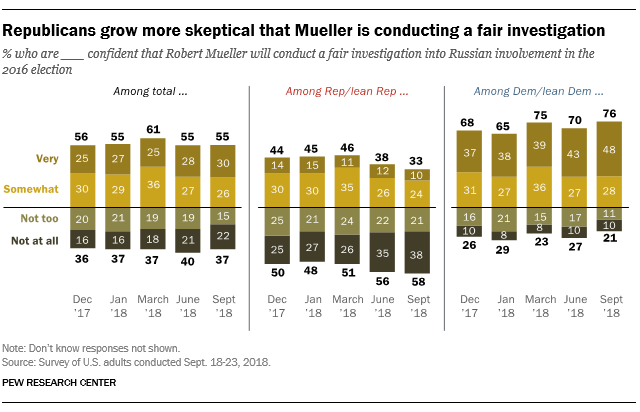 Republicans grow more skeptical that Mueller is conducting a fair investigation
% who are ___ confident that Robert Mueller will conduct a fair investigation into Russian involvement in the
2016 election
Among total ... Among Rep/lean Rep ... Among Dem/lean Dem ...
56 55 61 55 55 44 45 46 38 33 68 65 75 70 76
Very 25 27 25 28 30 14 15 11 12 10 37 38 39 43 48
Somewhat 30 29 36 27 26 30 30 35 26 24 31 27 36 27 28
Not too 20 21 19 19 15 25 21 24 22 21 16 21 15 17 11
Not at all 16 16 18 21 22 25 27 26 35 38 10 8 8 10 10
36 37 37 40 37 50 48 51 56 58 26 29 23 27 21
Dec Jan March June Sept Dec Jan March June Sept Dec Jan March June Sept
'17 '18 '18 '18 '18 '17 '18 '18 '18 '18 '17 '18 '18 '18 '18
Note: Don't know responses not shown.
Source: Survey of U.S. adults conducted Sept. 18-23, 2018.
PEW RESEARCH CENTER